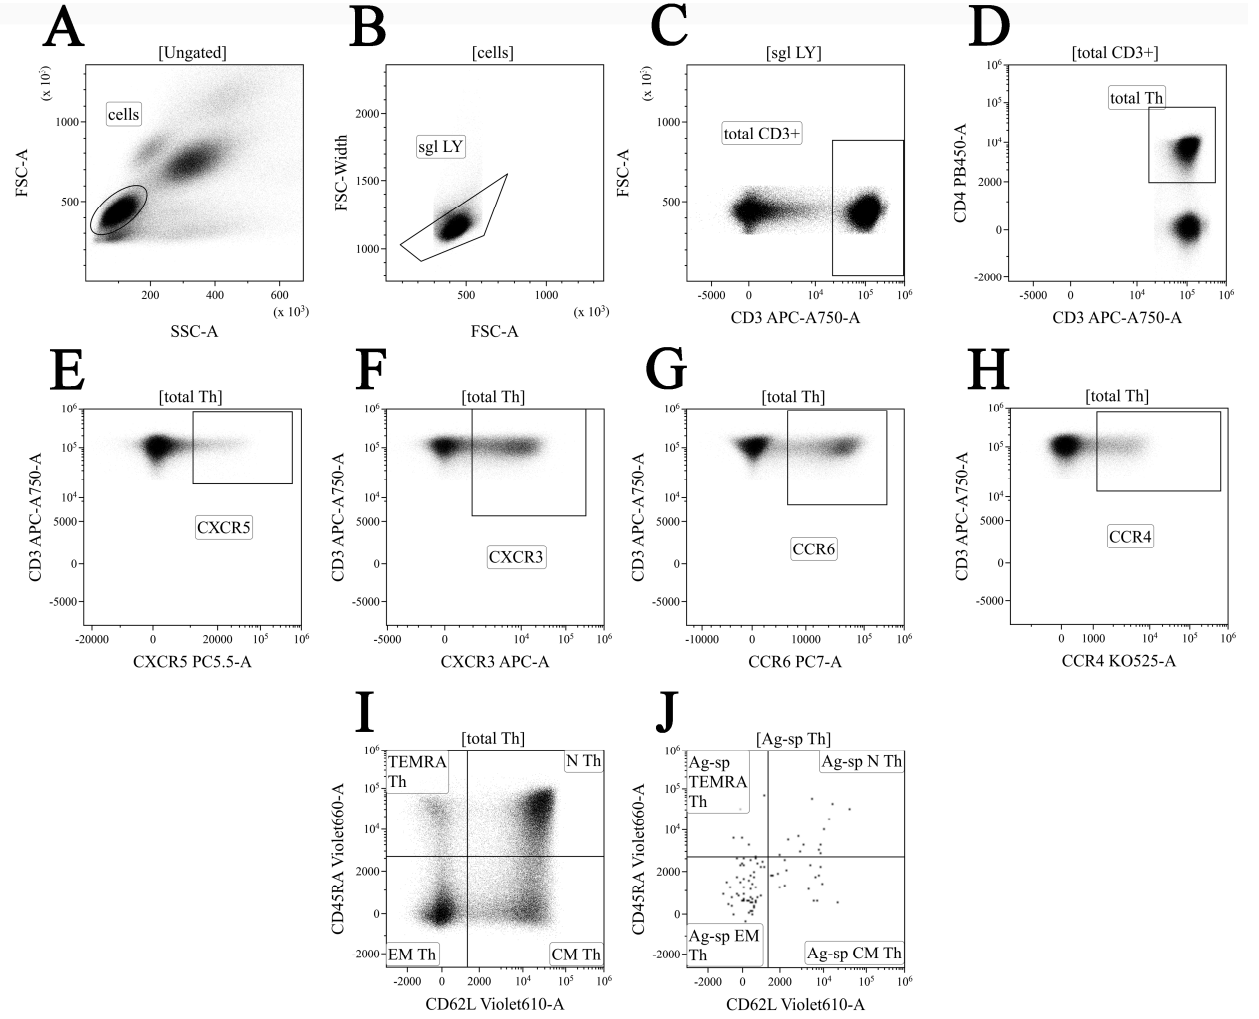 A
[Ungated]
(x 10³)
cells
1000
500
FSC-A
200
400
600
(x 10³)
SSC-A
B
[cells]
2000
sgl LY
1500
1000
FSC-Width
500
1000
(x 10³)
FSC-A
C
[sgl LY]
(x 10³)
1000
total CD3+
500
FSC-A
-5000
0
10⁴
10⁵
10⁶
CD3 APC-A750-A
D
[total CD3+]
10⁶
10⁵
total Th
10⁴
2000
0
-2000
CD4 PB450-A
-5000
0
10⁴
10⁵
10⁶
CD3 APC-A750-A
E
[total Th]
10⁶
10⁵
10⁴
5000
CXCR5
0
-5000
CD3 APC-A750-A
-20000
0
20000
10⁵
10⁶
CXCR5 PC5.5-A
F
[total Th]
10⁶
10⁵
10⁴
5000
CXCR3
0
-5000
CD3 APC-A750-A
-5000
0
10⁴
10⁵
10⁶
CXCR3 APC-A
G
[total Th]
10⁶
10⁵
10⁴
5000
CCR6
0
-5000
CD3 APC-A750-A
-10000
0
10000
10⁵
10⁶
CCR6 PC7-A
H
[total Th]
10⁶
10⁵
10⁴
5000
CCR4
0
-5000
CD3 APC-A750-A
0
1000
10⁴
10⁵
10⁶
CCR4 KO525-A
I
[total Th]
10⁶
TEMRA
Th
N Th
10⁵
10⁴
2000
0
2000
EM Th
CM Th
CD45RA Violet660-A
-2000
0
2000
10⁴
10⁵
10⁶
CD62L Violet610-A
J
[Ag-sp Th]
10⁶
Ag-sp
TEMRA
Th
Ag-sp N Th
10⁵
10⁴
2000
0
-2000
Ag-sp EM
Th
Ag-sp CM Th
CD45RA Violet660-A
-2000
0
2000
10⁴
10⁵
10⁶
CD62L Violet610-A